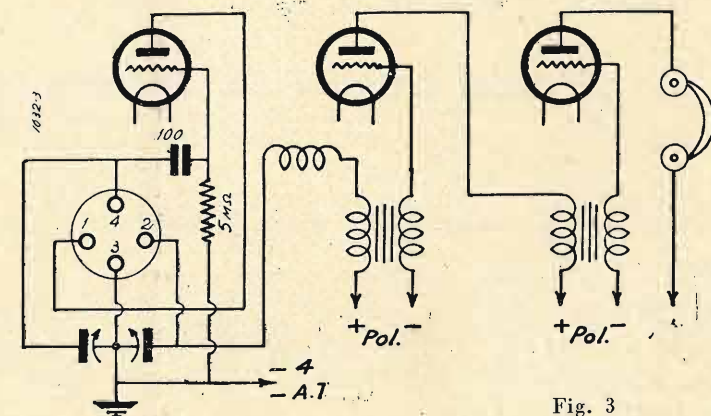 1032-3
100
4
1
2
3
5 MΩ
+ Pol. -
+ Pol. -
- 4
- A.T.
Fig. 3